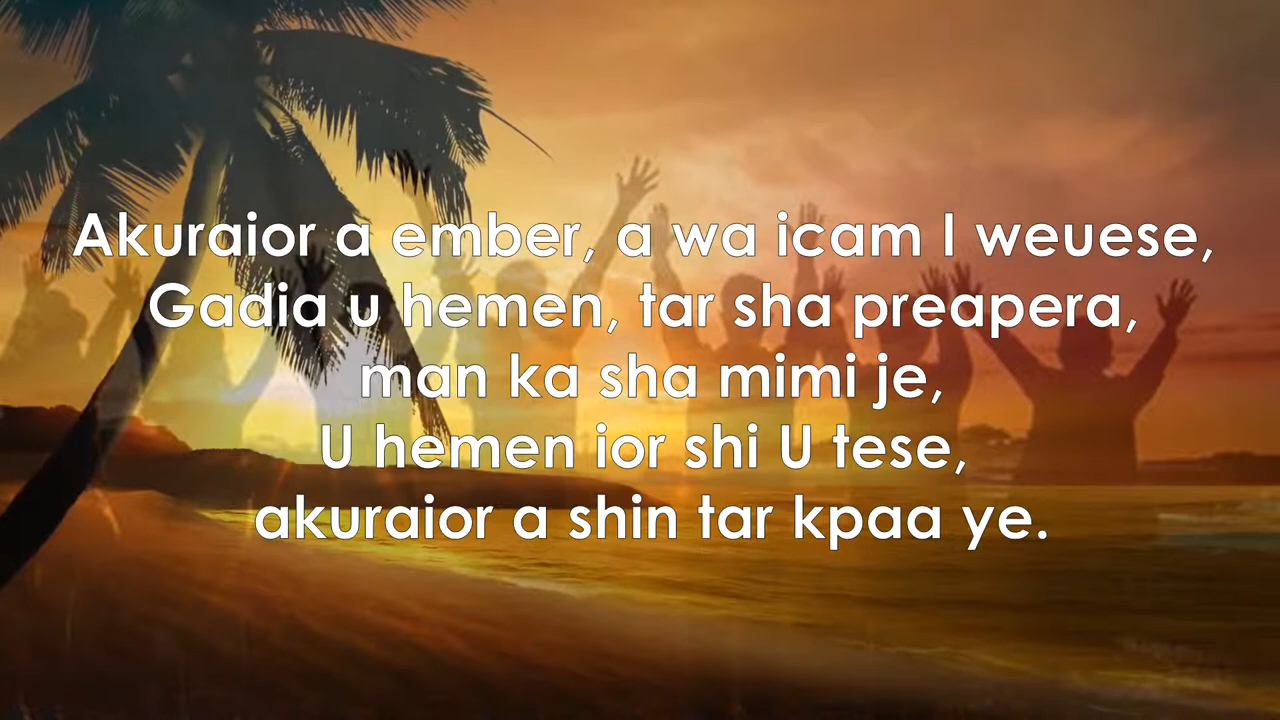 Akuraior a ember, a wa icam I weuese,
Gadia u hemen, tar sha preapera,
man ka sha mimi je,
U hemen ior shi U tese,
akuraior a shin tar kpaa ye.